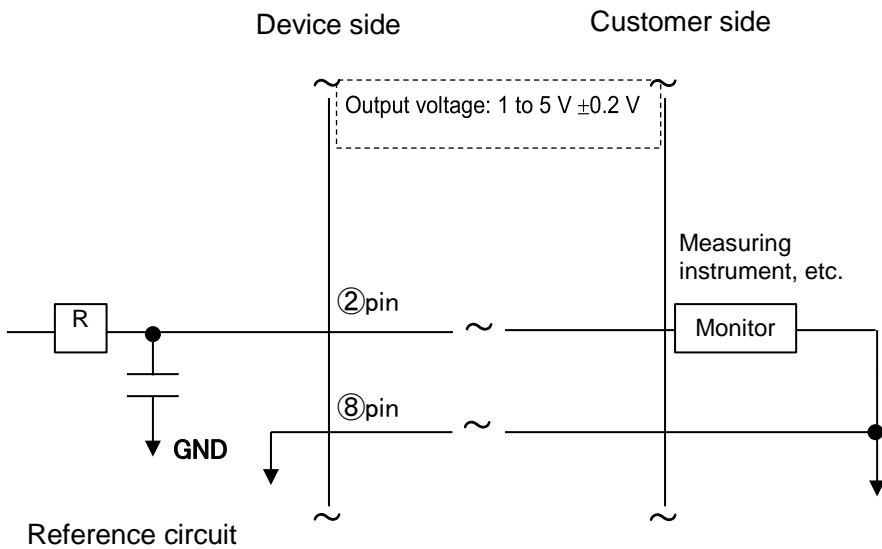 Device side
Customer side
Output voltage: 1 to 5 V ±0.2 V
Measuring
instrument, etc.
②pin
R
Monitor
⑧pin
GND
Reference circuit